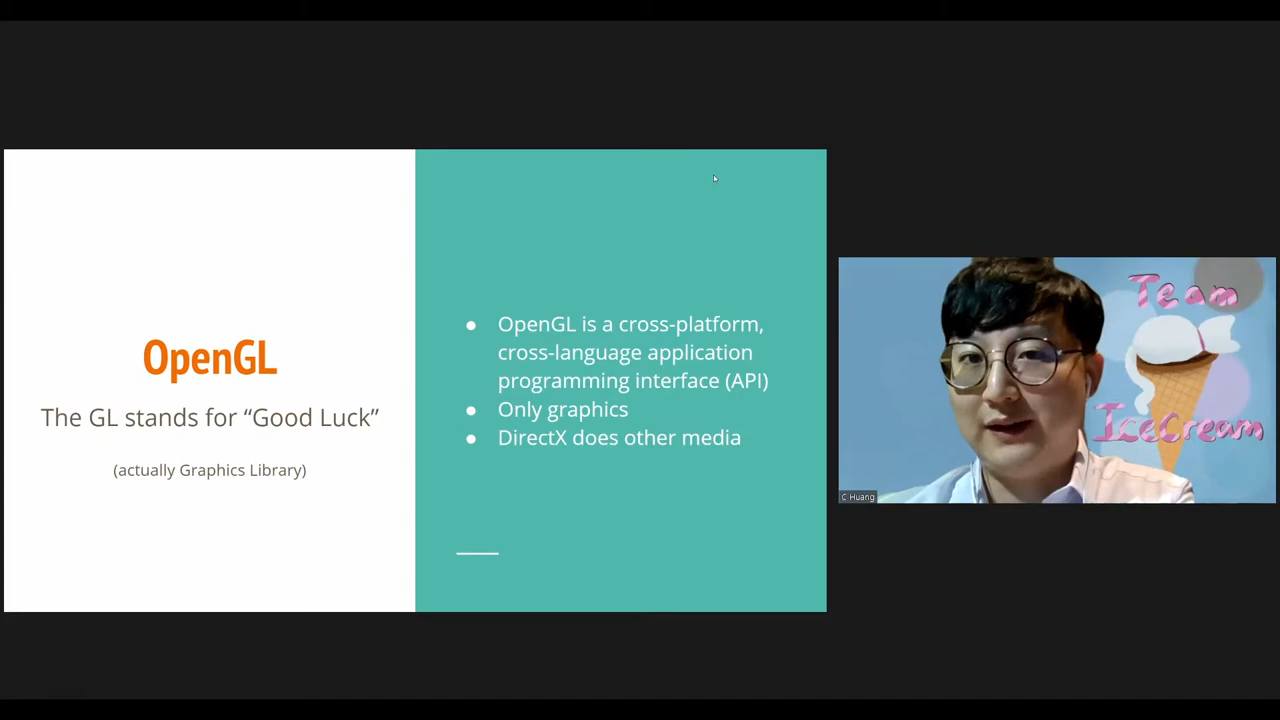 OpenGL
The GL stands for “Good Luck”
(actually Graphics Library)
● OpenGL is a cross-platform,
cross-language application
programming interface (API)
● Only graphics
● DirectX does other media
Team
IceCream
C Huang